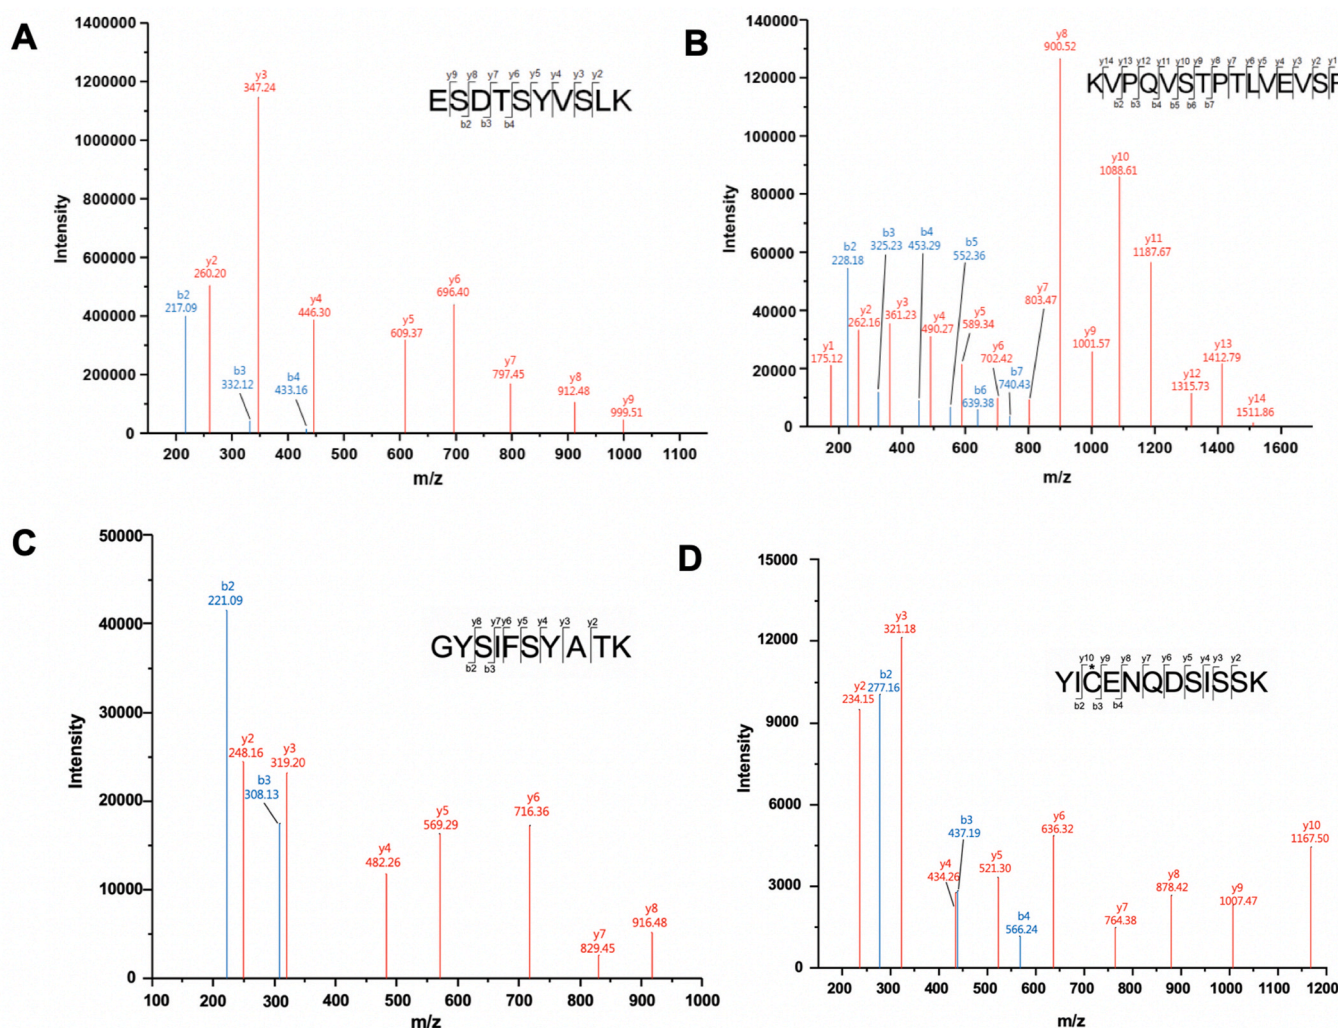 A
1400000
1200000
1000000
800000
600000
400000
200000
0
Intensity
200 300 400 500 600 700 800 900 1000 1100
m/z
y9 y8 y7 y6 y5 y4 y3 y2
ESDTSYVSLK
b2 b3 b4
b2
217.09
y2
260.20
b3
332.12
y3
347.24
b4
433.16
y4
446.30
y5
609.37
y6
696.40
y7
797.45
y8
912.48
y9
999.51
B
140000
120000
100000
80000
60000
40000
20000
0
Intensity
200 400 600 800 1000 1200 1400 1600
m/z
y14 y13 y12 y11 y10 y9 y8 y7 y6 y5 y4 y3 y2 y1
KVPQVSTPTLVEVS
b2 b3 b4 b5 b6 b7
y1
175.12
b2
228.18
y2
262.16
b3
325.23
y3
361.23
b4
453.29
y4
490.27
b5
552.36
y5
589.34
b6
639.38
y6
702.42
b7
740.43
y7
803.47
y8
900.52
y9
1001.57
y10
1088.61
y11
1187.67
y12
1315.73
y13
1412.79
y14
1511.86
C
50000
40000
30000
20000
10000
0
Intensity
100 200 300 400 500 600 700 800 900 1000
m/z
y8 y7 y6 y5 y4 y3 y2
GYSIFSYATK
b2 b3
b2
221.09
y2
248.16
b3
308.13
y3
319.20
y4
482.26
y5
569.29
y6
716.36
y7
829.45
y8
916.48
D
15000
12000
9000
6000
3000
0
Intensity
200 300 400 500 600 700 800 900 1000 1100 1200
m/z
y10 * y9 y8 y7 y6 y5 y4 y3 y2
YICENQDSISSK
b2 b3 b4
y2
234.15
b2
277.16
y3
321.18
y4
434.26
b3
437.19
y5
521.30
b4
566.24
y6
636.32
y7
764.38
y8
878.42
y9
1007.47
y10
1167.50